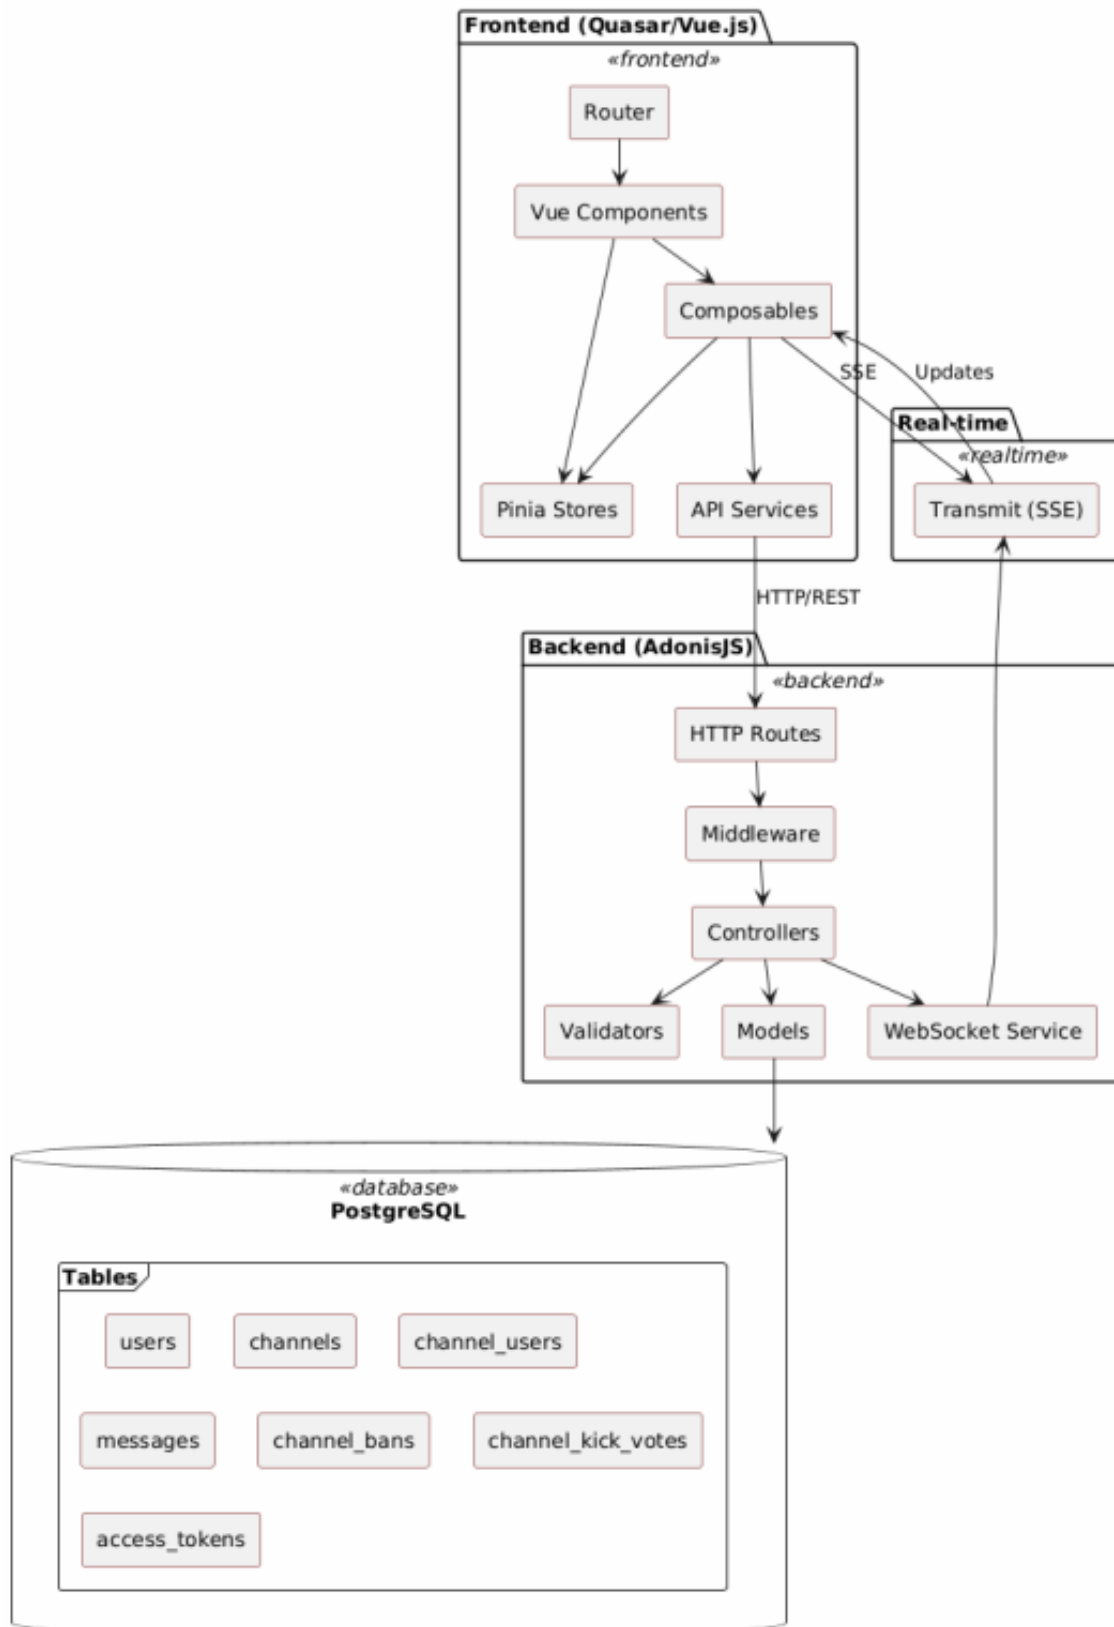 Frontend (Quasar/Vue.js)
«frontend»
Router
Vue Components
Composables
SSE
Updates
Real-time
«realtime»
Pinia Stores
API Services
Transmit (SSE)
HTTP/REST
Backend (AdonisJS)
«backend»
HTTP Routes
Middleware
Controllers
Validators
Models
WebSocket Service
«database»
PostgreSQL
Tables
users
channels
channel_users
messages
channel_bans
channel_kick_votes
access_tokens